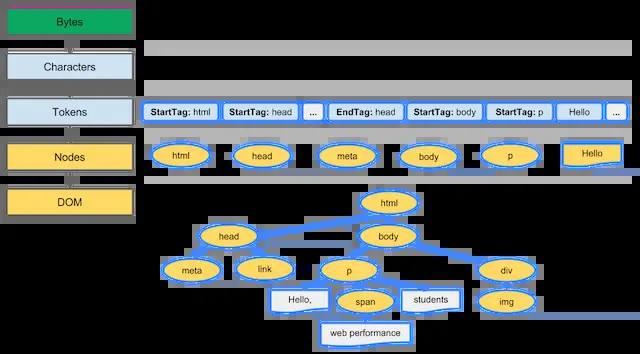 Bytes
Characters
Tokens
StartTag: html StartTag: head ... EndTag: head StartTag: body StartTag: p Hello ...
Nodes
html head meta body p Hello
DOM
html
head body
meta link p div
Hello, span students img
web performance